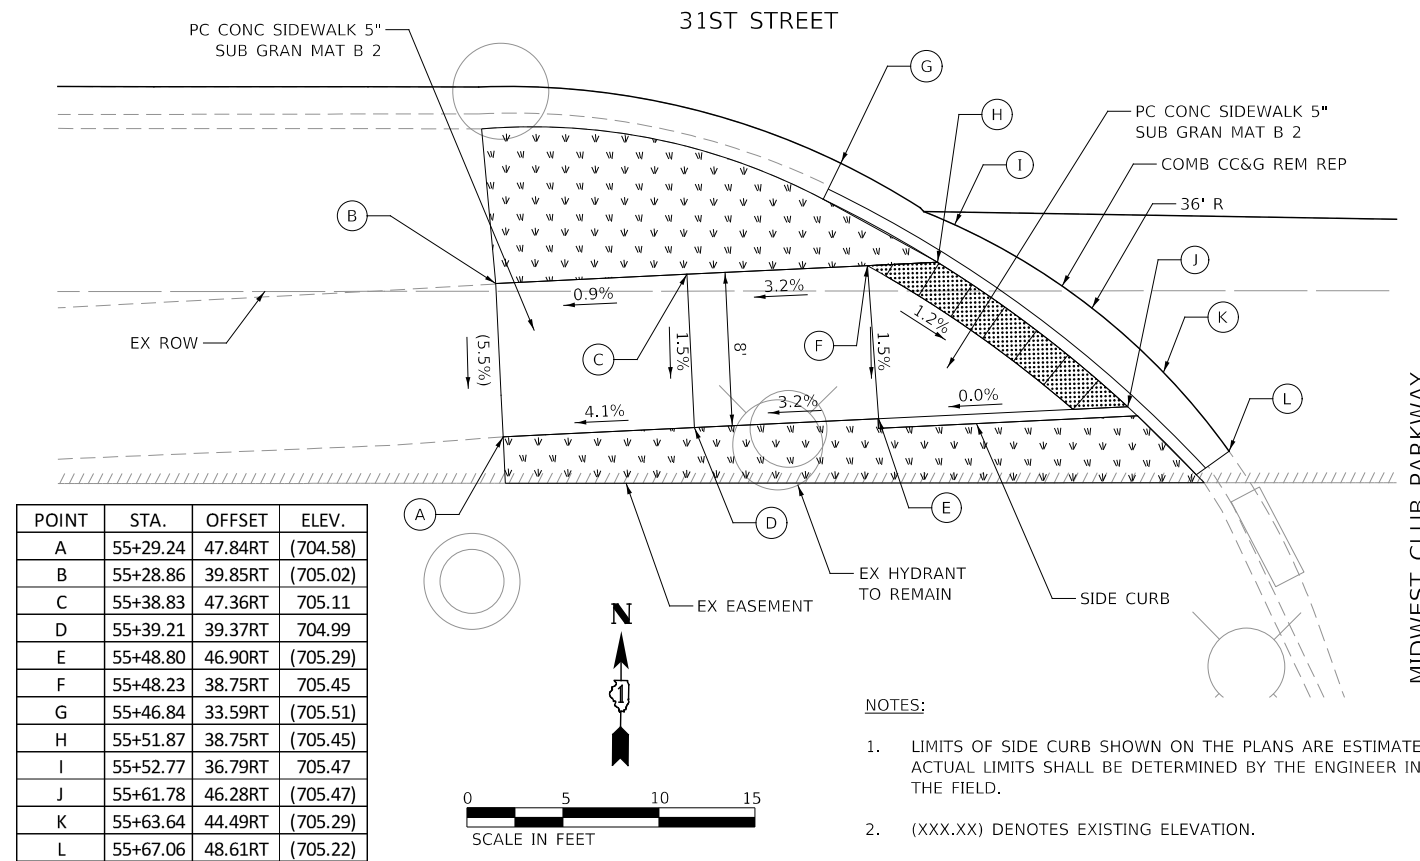 31ST STREET
PC CONC SIDEWALK 5"
SUB GRAN MAT B 2
G
H
I
PC CONC SIDEWALK 5"
SUB GRAN MAT B 2
COMB CC&G REM REP
36' R
B
J
EX ROW
0.9%
3.2%
1.2%
F
C
K
(5.5%)
1.5%
8'
1.5%
4.1%
3.2%
0.0%
L
A
D
E
EX HYDRANT
TO REMAIN
EX EASEMENT
SIDE CURB
MIDWEST CLUB PARKWAY
POINT STA. OFFSET ELEV.
A 55+29.24 47.84RT (704.58)
B 55+28.86 39.85RT (705.02)
C 55+38.83 47.36RT 705.11
D 55+39.21 39.37RT 704.99
E 55+48.80 46.90RT (705.29)
F 55+48.23 38.75RT 705.45
G 55+46.84 33.59RT (705.51)
H 55+51.87 38.75RT (705.45)
I 55+52.77 36.79RT 705.47
J 55+61.78 46.28RT (705.47)
K 55+63.64 44.49RT (705.29)
L 55+67.06 48.61RT (705.22)
N
1
0 5 10 15
SCALE IN FEET
NOTES:
1. LIMITS OF SIDE CURB SHOWN ON THE PLANS ARE ESTIMATE
ACTUAL LIMITS SHALL BE DETERMINED BY THE ENGINEER IN
THE FIELD.
2. (XXX.XX) DENOTES EXISTING ELEVATION.